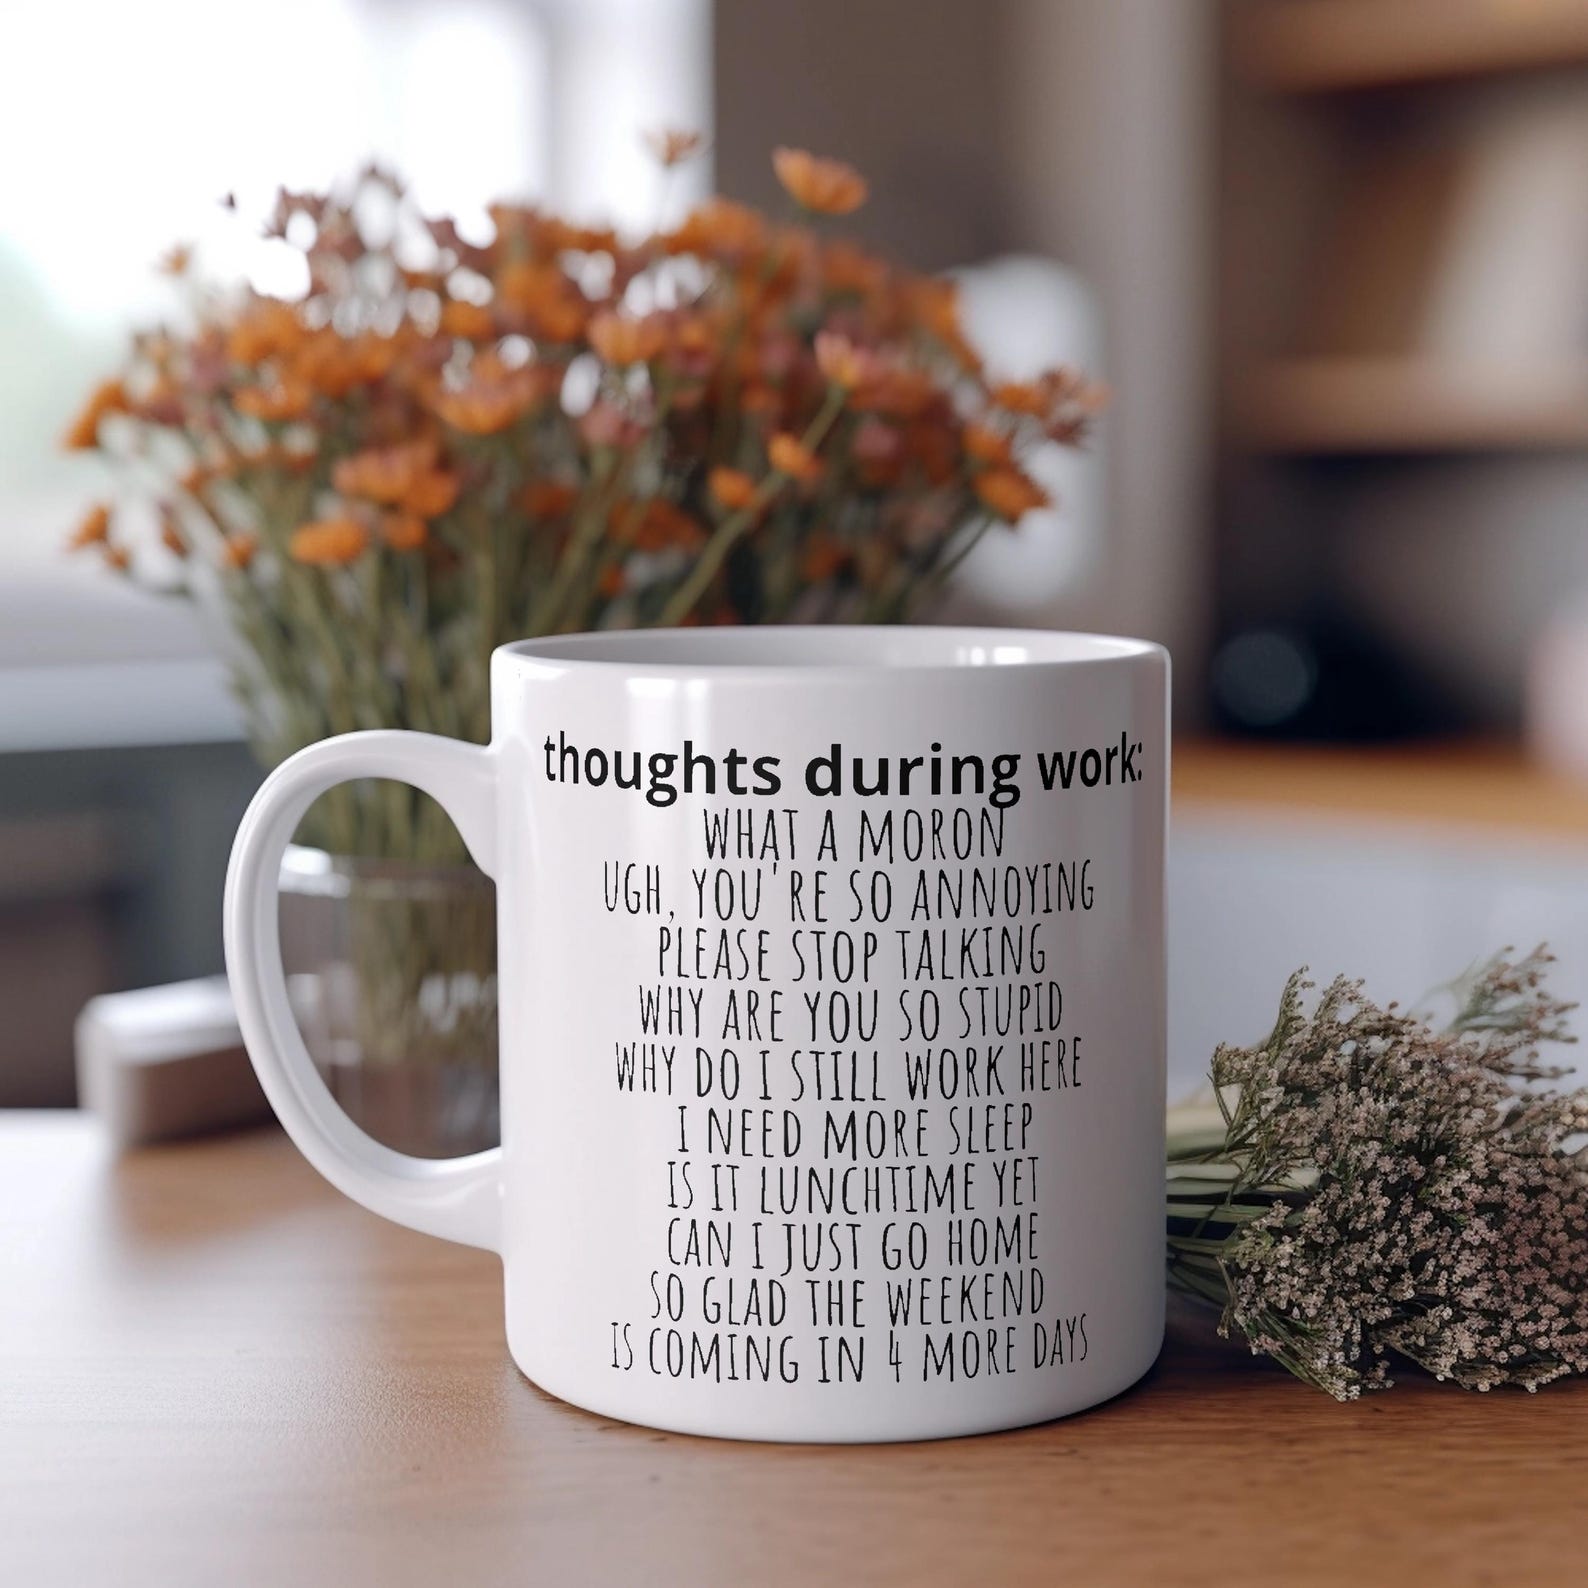 thoughts during work:
WHAT A MORON
UGH, YOU'RE SO ANNOYING
PLEASE STOP TALKING
WHY ARE YOU SO STUPID
WHY DO I STILL WORK HERE
I NEED MORE SLEEP
IS IT LUNCHTIME YET
CAN I JUST GO HOME
SO GLAD THE WEEKEND
IS COMING IN 4 MORE DAYS